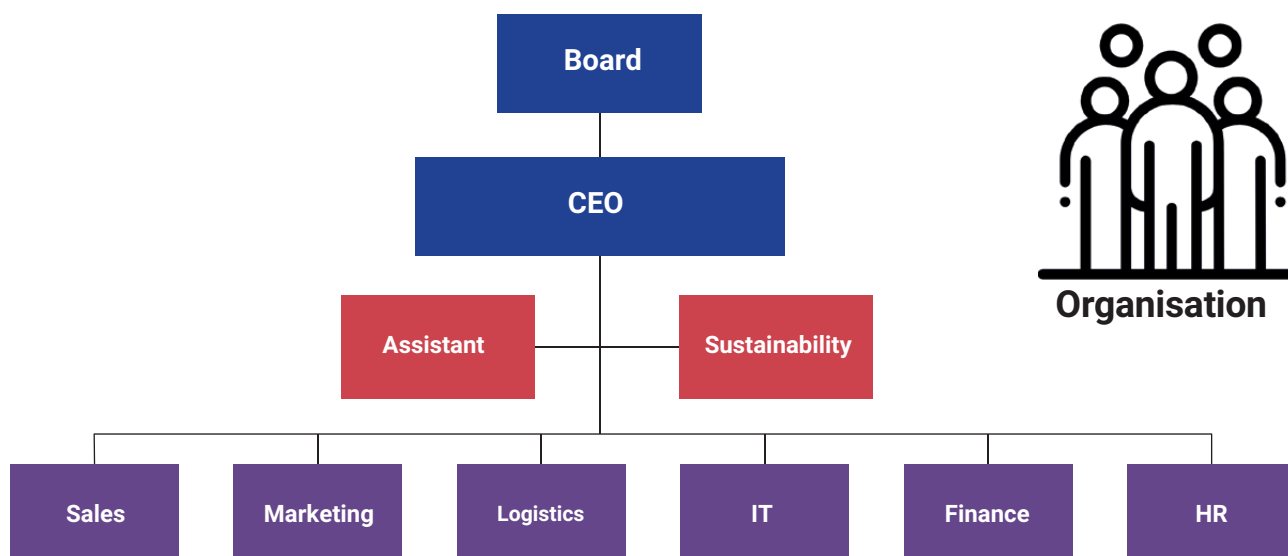 Board
CEO
Organisation
Assistant
Sustainability
Sales
Marketing
Logistics
IT
Finance
HR